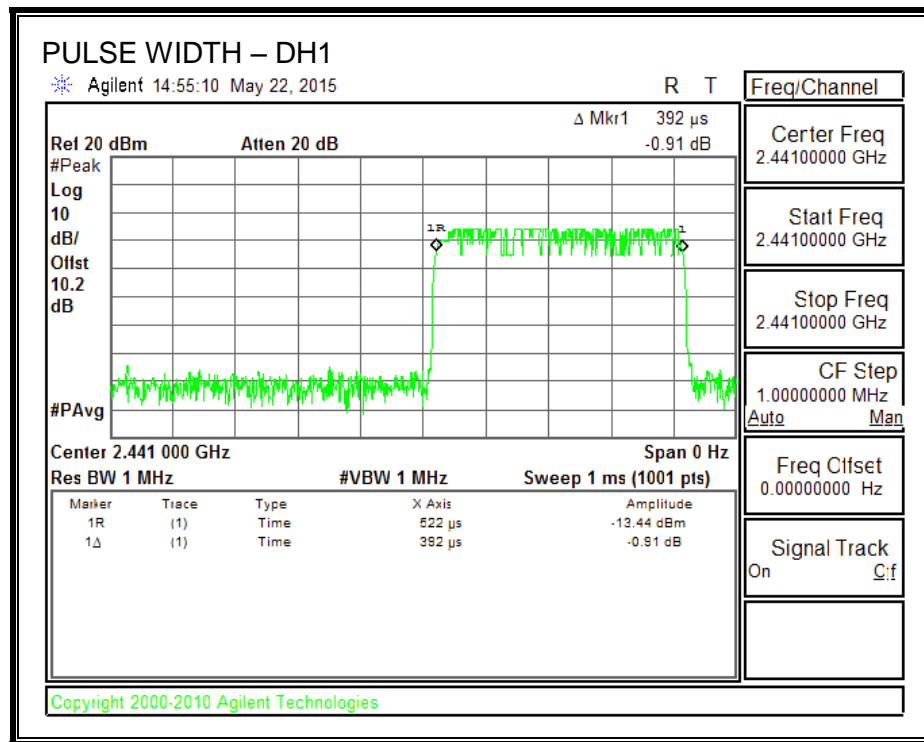 PULSE WIDTH – DH1
Agilent 14:55:10 May 22, 2015 R T
Δ Mkr1 392 µs
Ref 20 dBm Atten 20 dB -0.91 dB
#Peak
Log
10
dB/
Offst
10.2
dB
#PAvg
1R
1
Center 2.441 000 GHz Span 0 Hz
Res BW 1 MHz #VBW 1 MHz Sweep 1 ms (1001 pts)
Marker Trace Type X Axis Amplitude
1R (1) Time 522 µs -13.44 dBm
1Δ (1) Time 392 µs -0.91 dB
Freq/Channel
Center Freq
2.44100000 GHz
Start Freq
2.44100000 GHz
Stop Freq
2.44100000 GHz
CF Step
1.00000000 MHz
Auto Man
Freq Offset
0.00000000 Hz
Signal Track
On Off
Copyright 2000-2010 Agilent Technologies